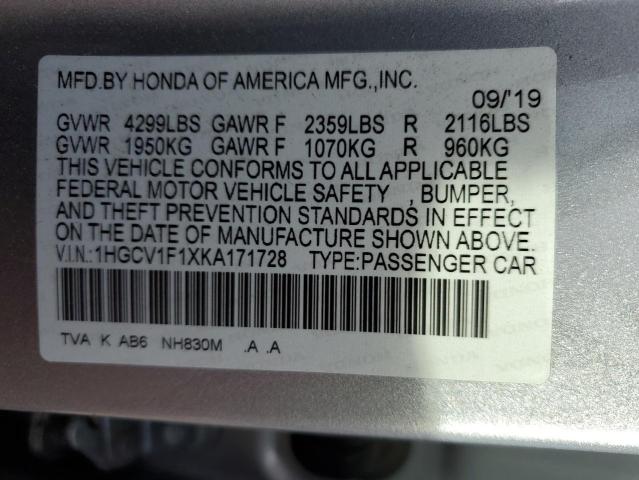 MFD.BY HONDA OF AMERICA MFG.,INC.
09/'19
GVWR 4299LBS GAWR F 2359LBS R 2116LBS
GVWR 1950KG GAWR F 1070KG R 960KG
THIS VEHICLE CONFORMS TO ALL APPLICABLE
FEDERAL MOTOR VEHICLE SAFETY , BUMPER,
AND THEFT PREVENTION STANDARDS IN EFFECT
ON THE DATE OF MANUFACTURE SHOWN ABOVE.
V.I.N.:1HGCV1F1XKA171728 TYPE:PASSENGER CAR
TVA K AB6 NH830M .A .A